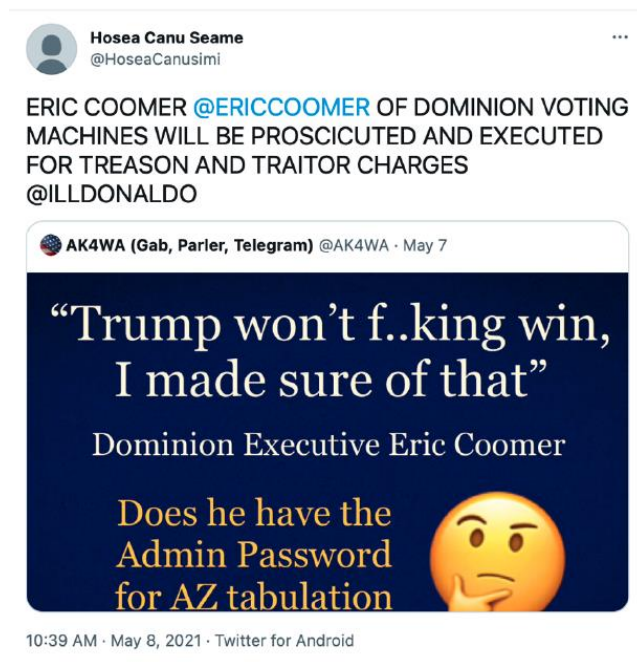 Hosea Canu Seame
@HoseaCanusimi
ERIC COOMER @ERICCOOMER OF DOMINION VOTING
MACHINES WILL BE PROSCICUTED AND EXECUTED
FOR TREASON AND TRAITOR CHARGES
@ILLDONALDO
AK4WA (Gab, Parler, Telegram) @AK4WA · May 7
“Trump won’t f..king win,
I made sure of that”
Dominion Executive Eric Coomer
Does he have the
Admin Password
for AZ tabulation
10:39 AM · May 8, 2021 · Twitter for Android